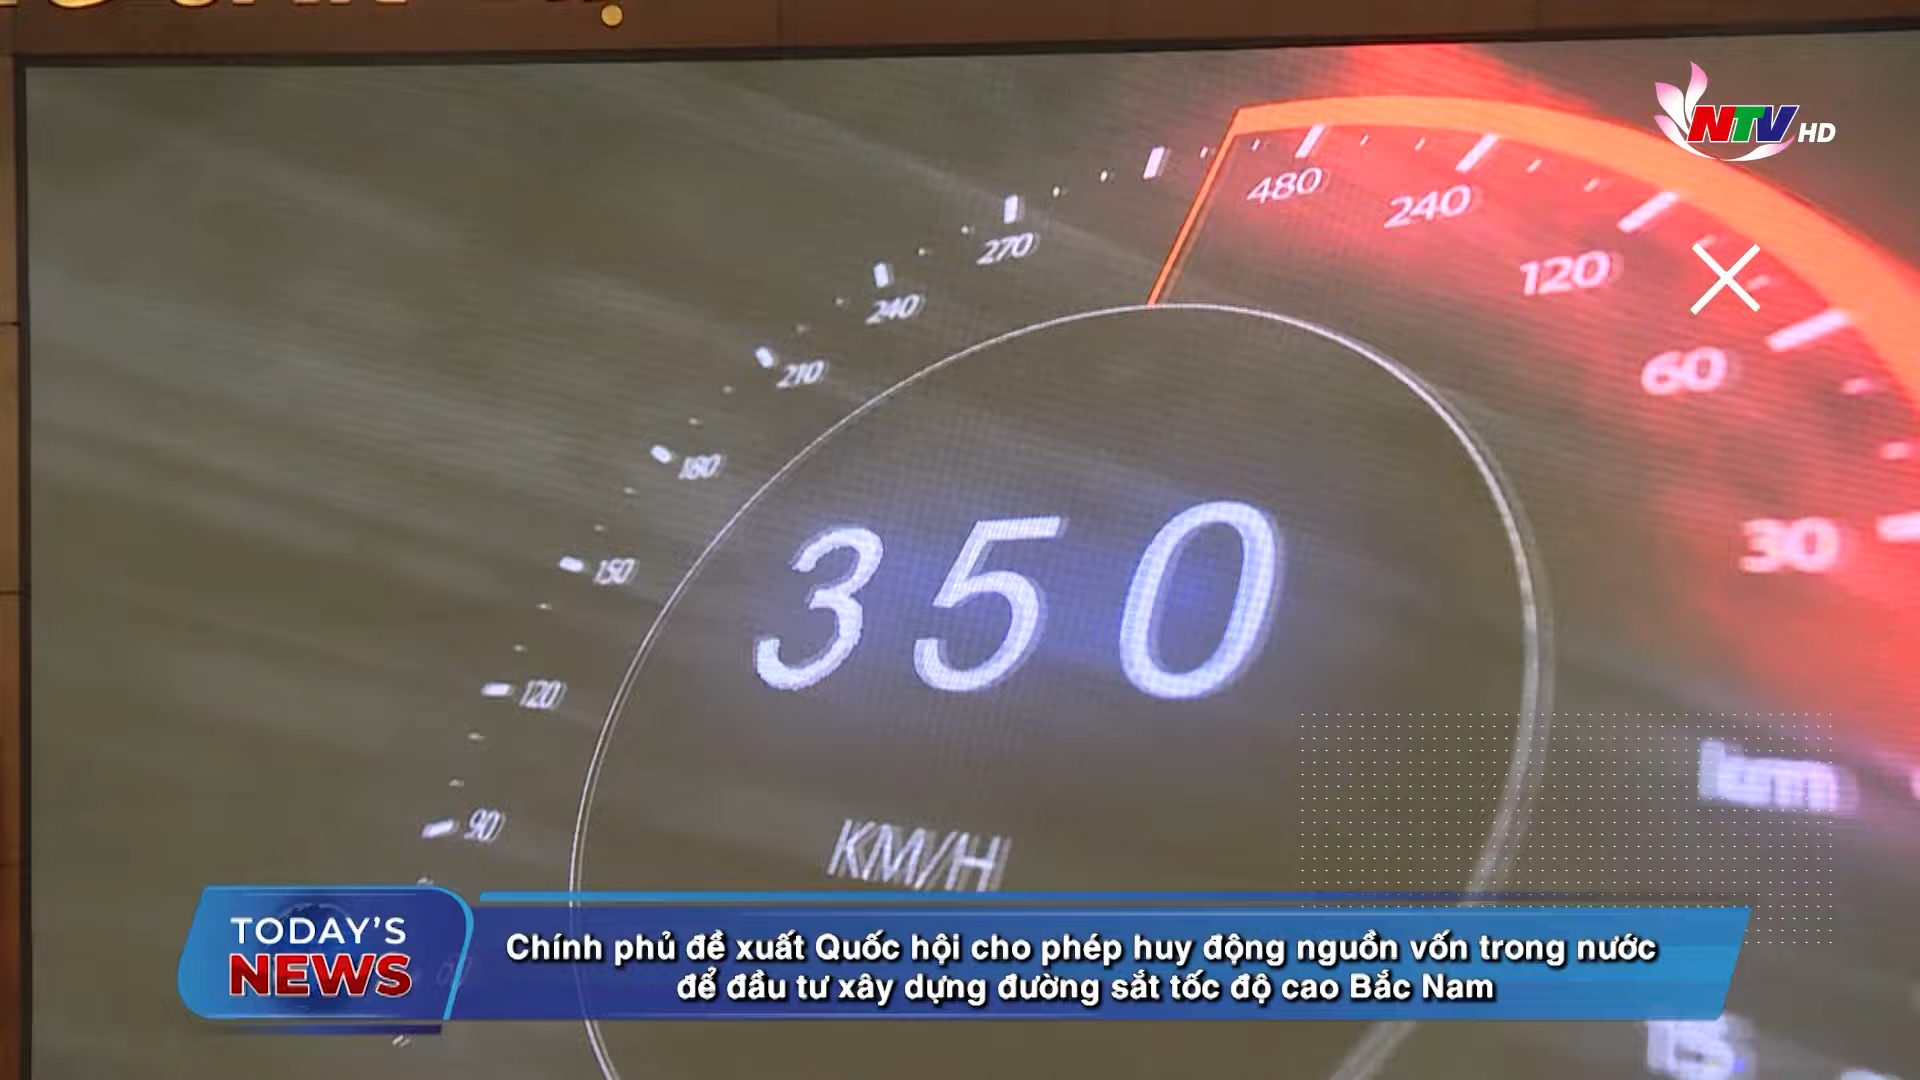 NTV HD
480
240
120
60
30
270
240
210
180
150
120
90
350
KM/H
km
15
TODAY'S
NEWS
Chính phủ đề xuất Quốc hội cho phép huy động nguồn vốn trong nước
để đầu tư xây dựng đường sắt tốc độ cao Bắc Nam